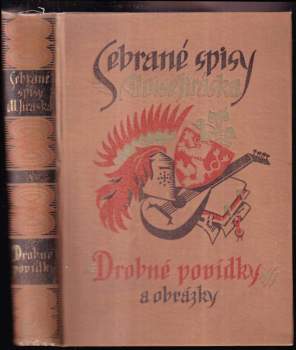 Sebrané
spisy
Al. Jiráska
Drobné
povídky
Sebrané spisy
Aloise Jiráska
Drobné povídky
a obrázky